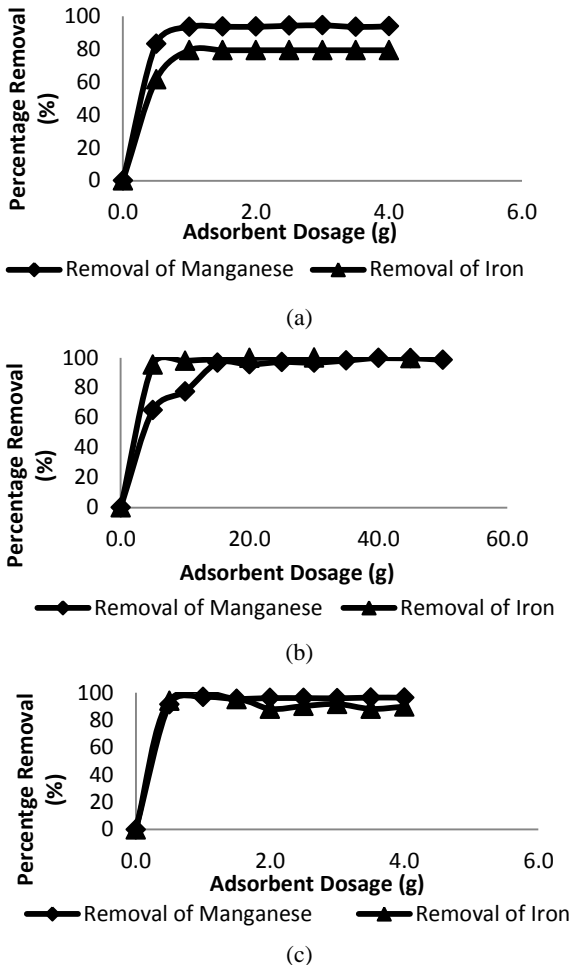 Percentage Removal (%)
100
80
60
40
20
0
0.0 2.0 4.0 6.0
Adsorbent Dosage (g)
Removal of Manganese Removal of Iron
(a)
Percentage Removal (%)
100
80
60
40
20
0
0.0 20.0 40.0 60.0
Adsorbent Dosage (g)
Removal of Manganese Removal of Iron
(b)
Percentge Removal (%)
100
80
60
40
20
0
0.0 2.0 4.0 6.0
Adsorbent Dosage (g)
Removal of Manganese Removal of Iron
(c)